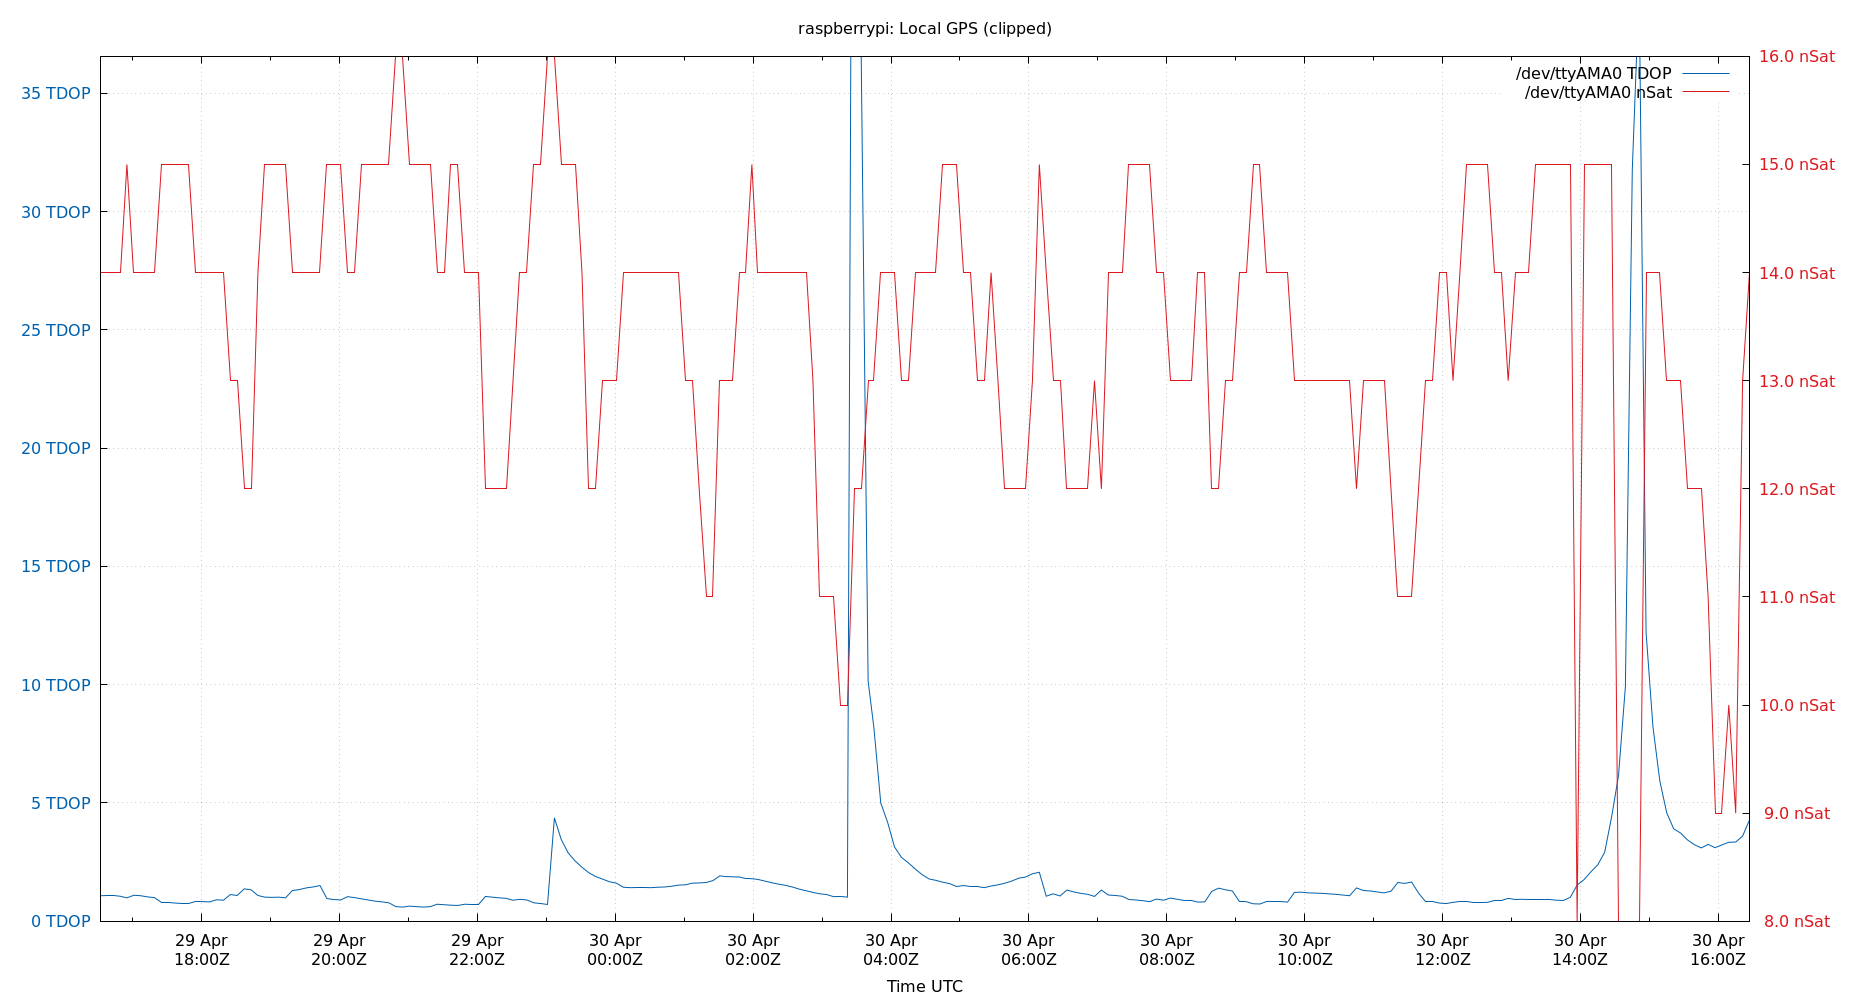 raspberrypi: Local GPS (clipped)
/dev/ttyAMA0 TDOP
/dev/ttyAMA0 nSat
35 TDOP
30 TDOP
25 TDOP
20 TDOP
15 TDOP
10 TDOP
5 TDOP
0 TDOP
16.0 nSat
15.0 nSat
14.0 nSat
13.0 nSat
12.0 nSat
11.0 nSat
10.0 nSat
9.0 nSat
8.0 nSat
29 Apr
18:00Z
29 Apr
20:00Z
29 Apr
22:00Z
30 Apr
00:00Z
30 Apr
02:00Z
30 Apr
04:00Z
30 Apr
06:00Z
30 Apr
08:00Z
30 Apr
10:00Z
30 Apr
12:00Z
30 Apr
14:00Z
30 Apr
16:00Z
Time UTC